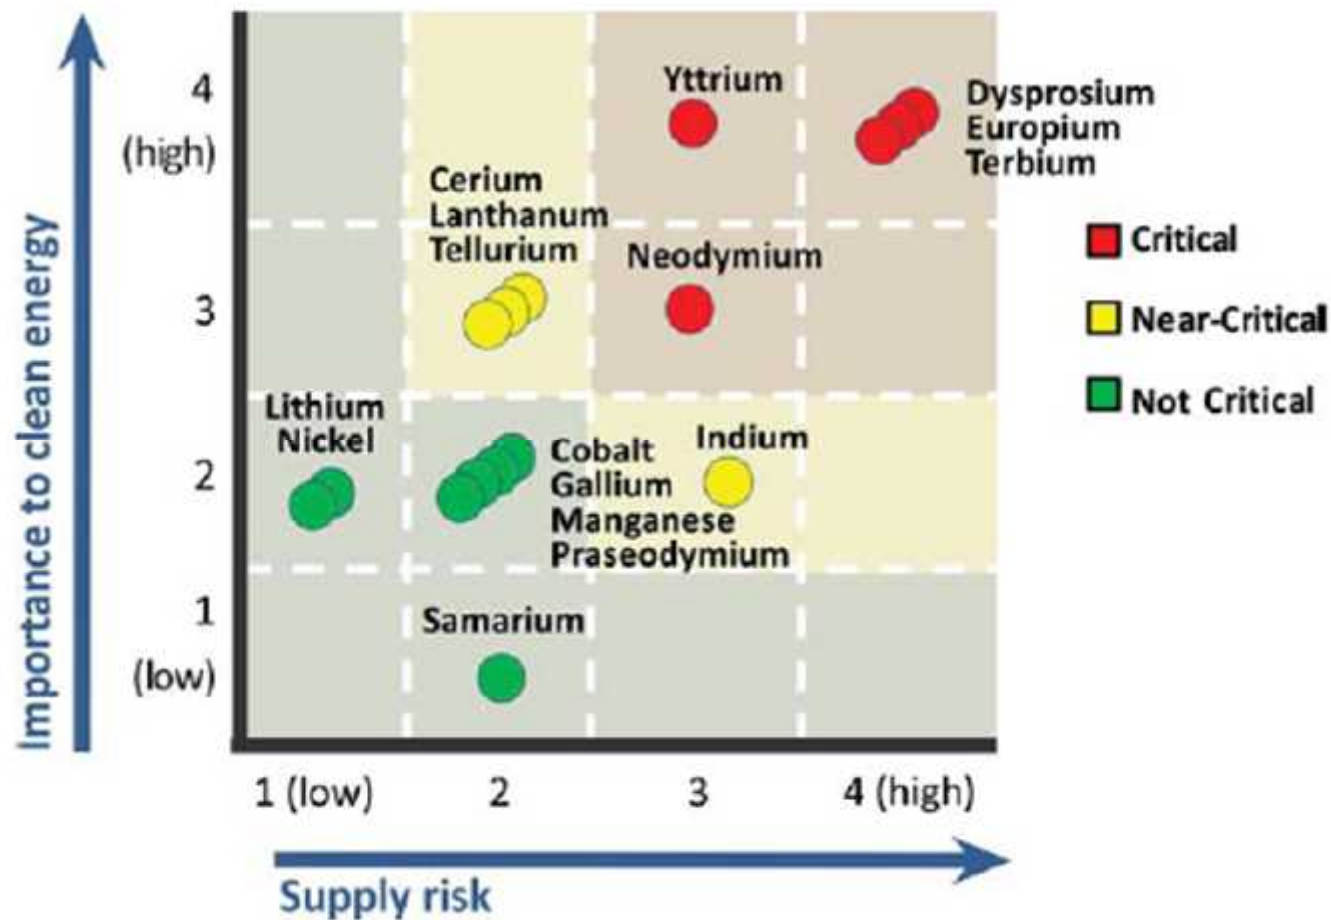 Importance to clean energy
4
(high)
3
2
1
(low)
Yttrium
Dysprosium
Europium
Terbium
Cerium
Lanthanum
Tellurium
Neodymium
Lithium
Nickel
Cobalt
Gallium
Manganese
Praseodymium
Indium
Samarium
Critical
Near-Critical
Not Critical
1 (low)
2
3
4 (high)
Supply risk